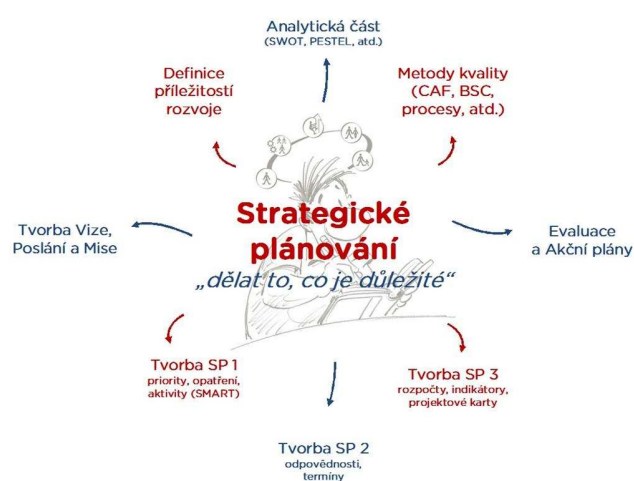 Analytická část
(SWOT, PESTEL, atd.)
Definice
příležitostí
rozvoje
Metody kvality
(CAF, BSC,
procesy, atd.)
Strategické
plánování
„dělat to, co je důležité“
Tvorba Vize,
Poslání a Mise
Evaluace
a Akční plány
Tvorba SP 1
priority, opatření,
aktivity (SMART)
Tvorba SP 3
rozpočty, indikátory,
projektové karty
Tvorba SP 2
odpovědnosti,
termíny